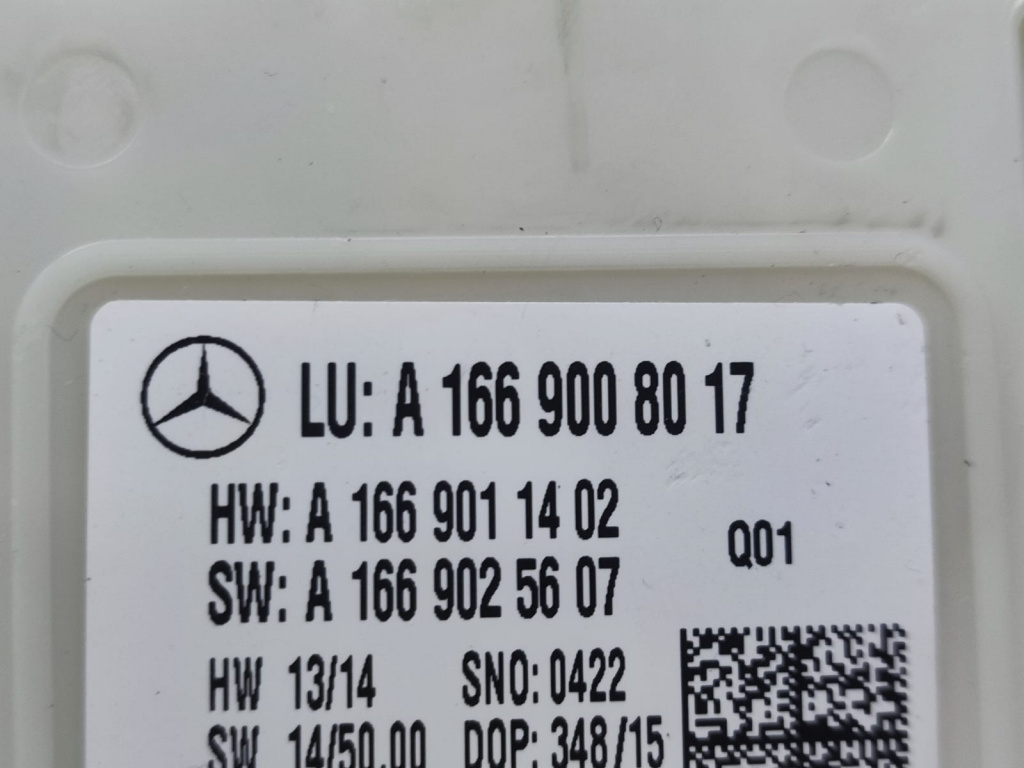 LU: A 166 900 80 17
HW: A 166 901 14 02
Q01
SW: A 166 902 56 07
HW 13/14 SNO: 0422
SW 14/50.00 DOP: 348/15